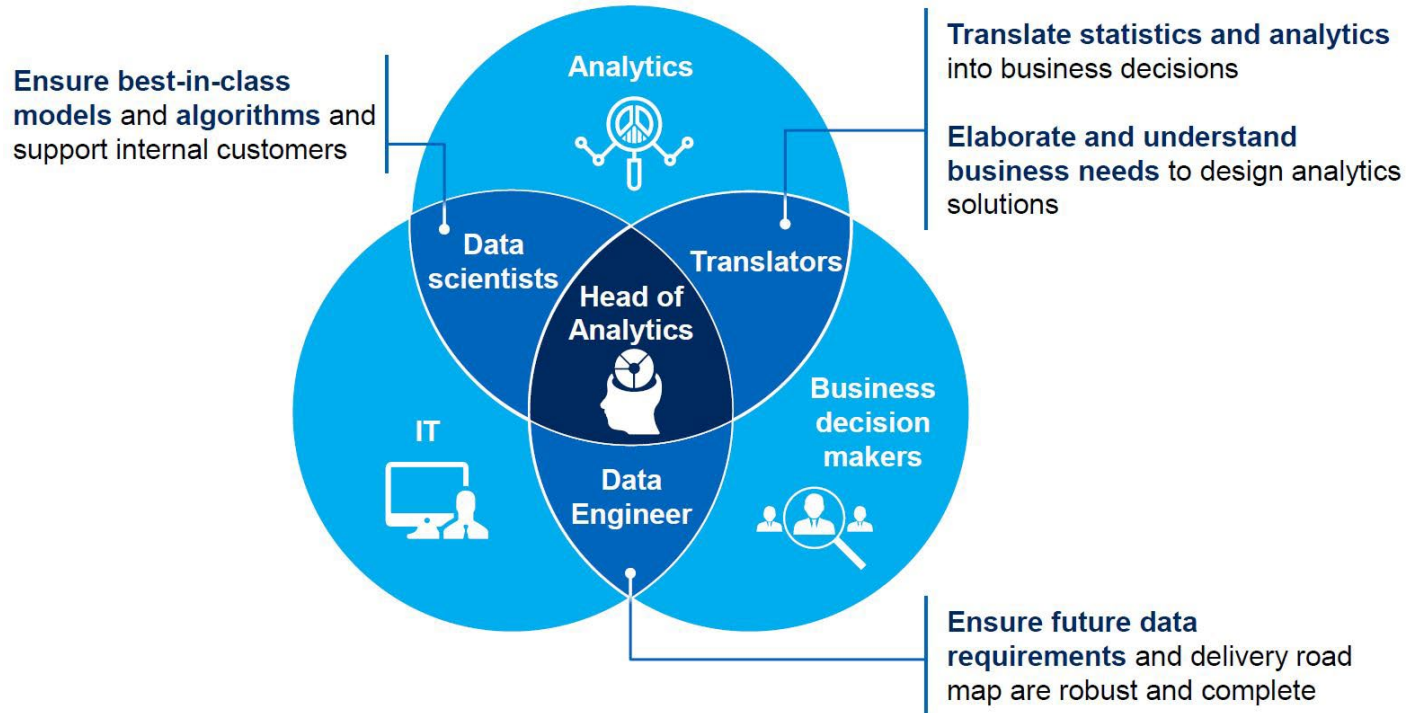 Analytics
Ensure best-in-class
models and algorithms and
support internal customers
Translate statistics and analytics
into business decisions
Elaborate and understand
business needs to design analytics
solutions
Data
scientists
Translators
Head of
Analytics
IT
Business
decision
makers
Data
Engineer
Ensure future data
requirements and delivery road
map are robust and complete